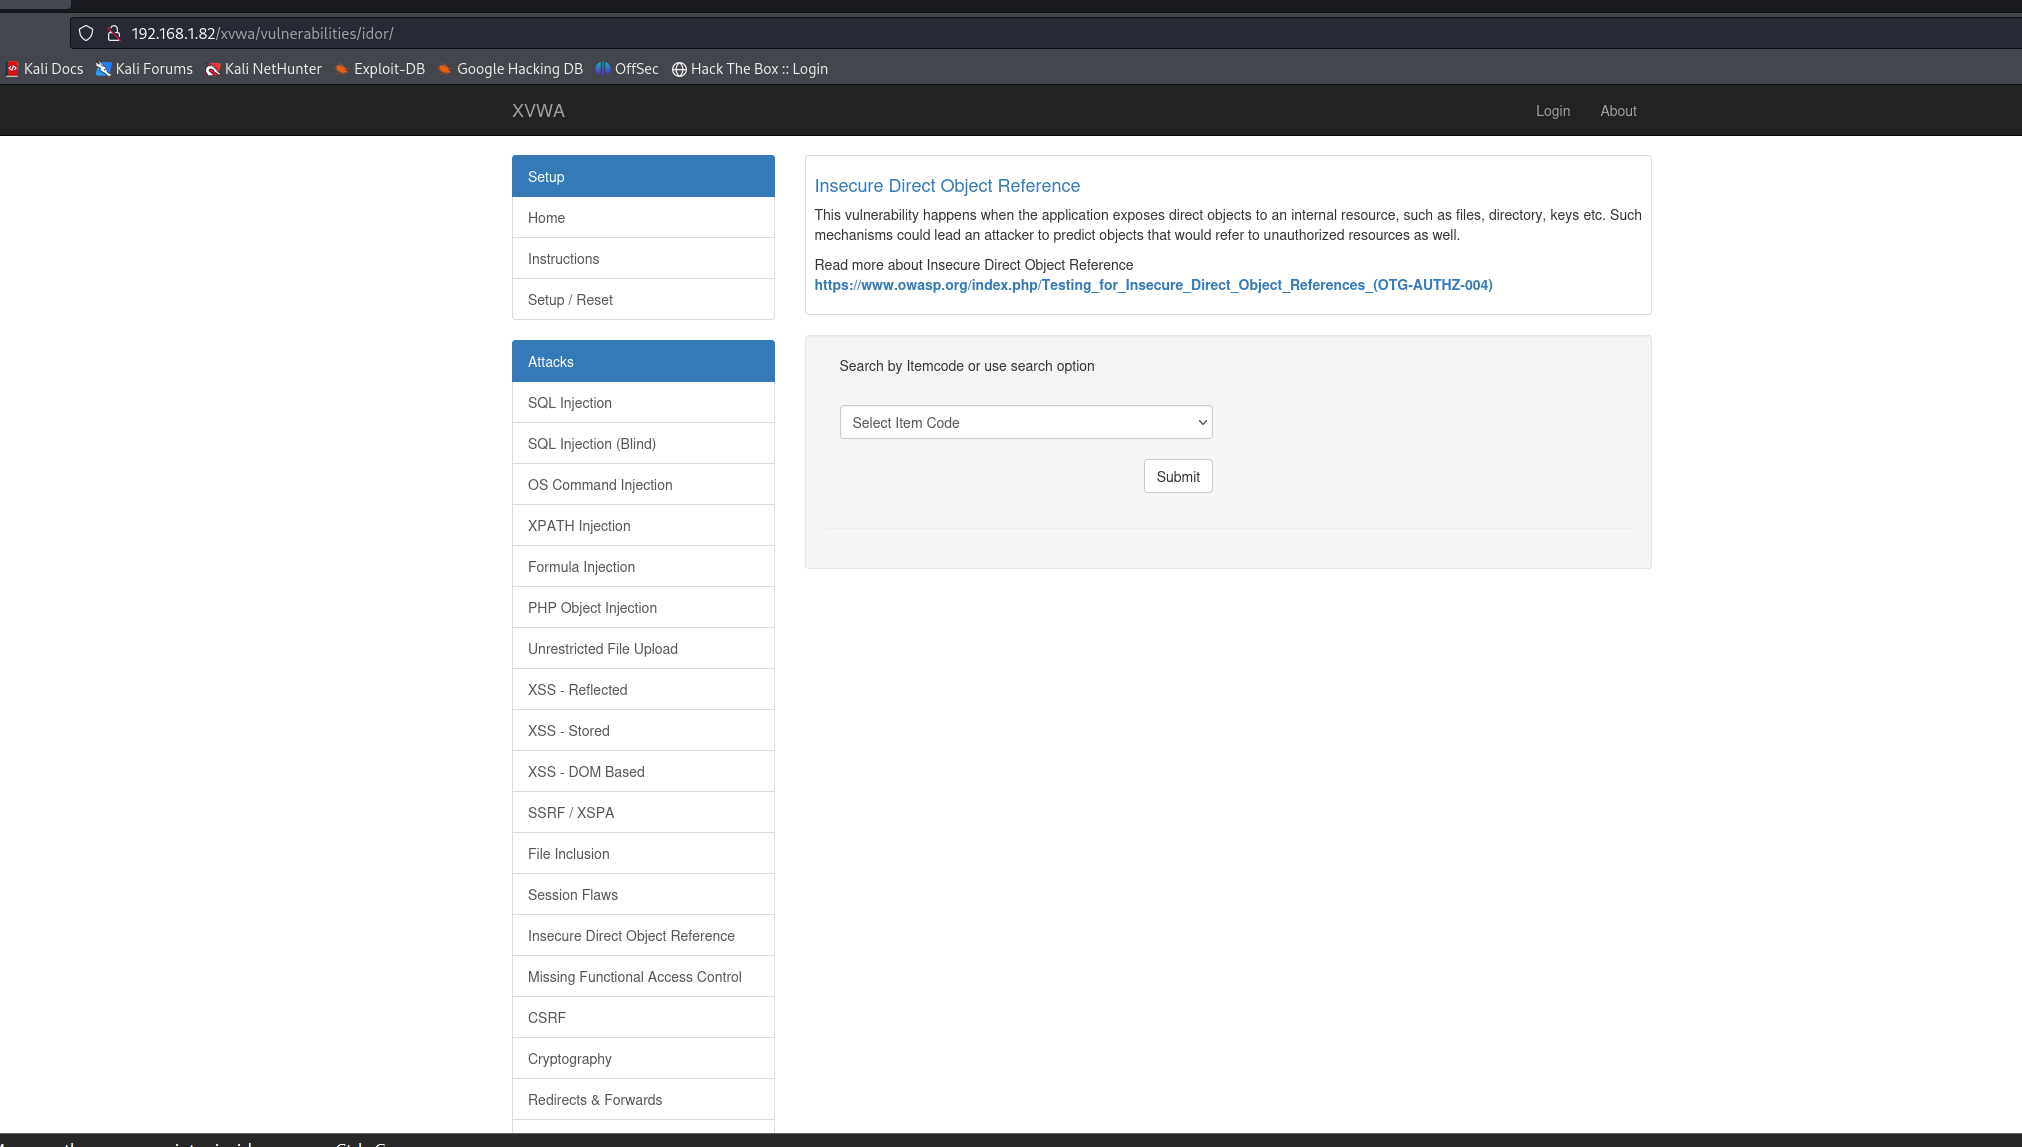 192.168.1.82/xvwa/vulnerabilities/idor/
Kali Docs Kali Forums Kali NetHunter Exploit-DB Google Hacking DB OffSec Hack The Box :: Login
XVWA Login About
Setup
Home
Instructions
Setup / Reset
Attacks
SQL Injection
SQL Injection (Blind)
OS Command Injection
XPATH Injection
Formula Injection
PHP Object Injection
Unrestricted File Upload
XSS - Reflected
XSS - Stored
XSS - DOM Based
SSRF / XSPA
File Inclusion
Session Flaws
Insecure Direct Object Reference
Missing Functional Access Control
CSRF
Cryptography
Redirects & Forwards
Insecure Direct Object Reference
This vulnerability happens when the application exposes direct objects to an internal resource, such as files, directory, keys etc. Such
mechanisms could lead an attacker to predict objects that would refer to unauthorized resources as well.
Read more about Insecure Direct Object Reference
https://www.owasp.org/index.php/Testing_for_Insecure_Direct_Object_References_(OTG-AUTHZ-004)
Search by Itemcode or use search option
Select Item Code
Submit